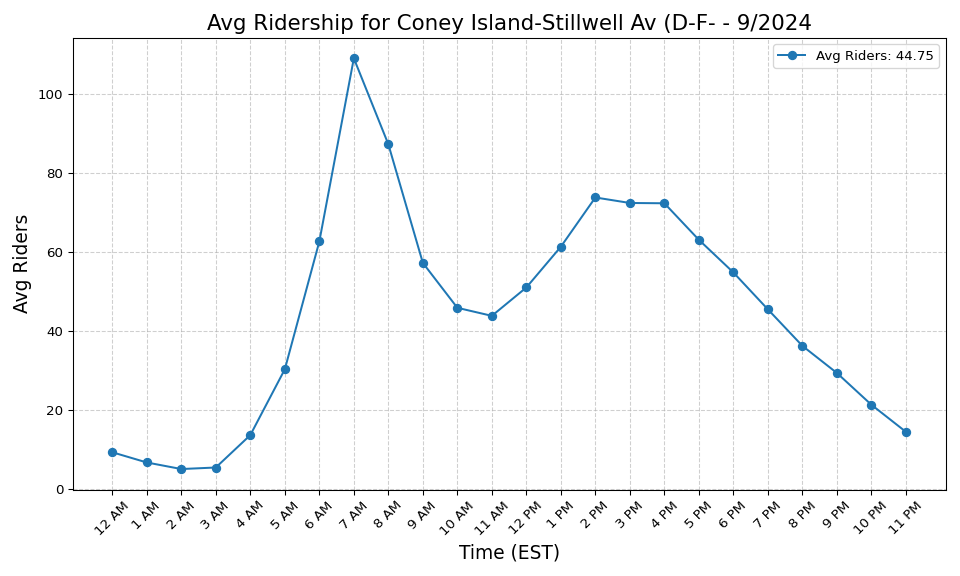 Avg Ridership for Coney Island-Stillwell Av (D-F- - 9/2024
Avg Riders: 44.75
Avg Riders
100
80
60
40
20
0
12 AM
1 AM
2 AM
3 AM
4 AM
5 AM
6 AM
7 AM
8 AM
9 AM
10 AM
11 AM
12 PM
1 PM
2 PM
3 PM
4 PM
5 PM
6 PM
7 PM
8 PM
9 PM
10 PM
11 PM
Time (EST)